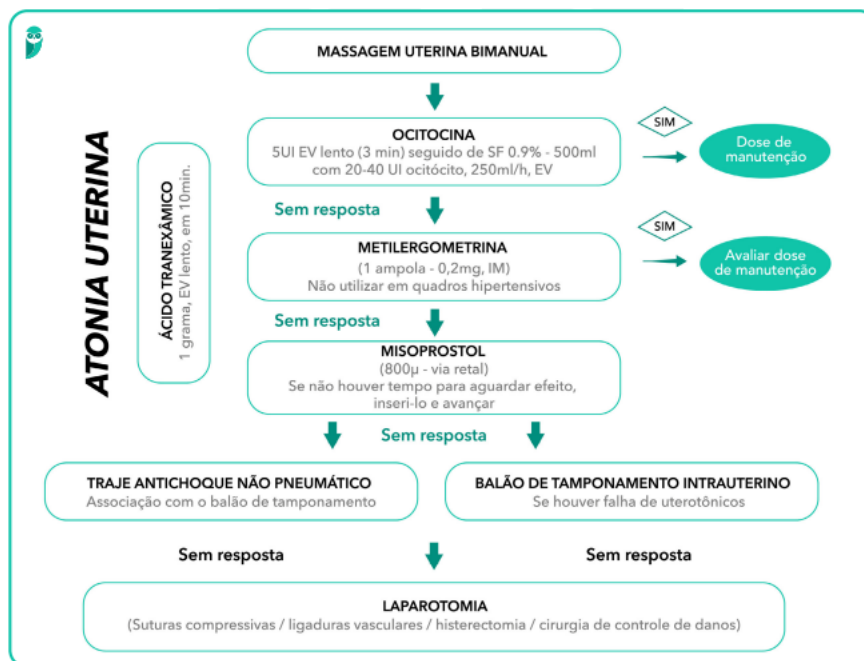 ATONIA UTERINA
ÁCIDO TRANEXÂMICO
1 grama, EV lento, em 10min.
MASSAGEM UTERINA BIMANUAL
OCITOCINA
5UI EV lento (3 min) seguido de SF 0.9% - 500ml
com 20-40 UI ocitócito, 250ml/h, EV
SIM
Dose de
manutenção
Sem resposta
METILERGOMETRINA
(1 ampola - 0,2mg, IM)
Não utilizar em quadros hipertensivos
SIM
Avaliar dose
de manutenção
Sem resposta
MISOPROSTOL
(800µ - via retal)
Se não houver tempo para aguardar efeito,
inseri-lo e avançar
Sem resposta
TRAJE ANTICHOQUE NÃO PNEUMÁTICO
Associação com o balão de tamponamento
BALÃO DE TAMPONAMENTO INTRAUTERINO
Se houver falha de uterotônicos
Sem resposta
Sem resposta
LAPAROTOMIA
(Suturas compressivas / ligaduras vasculares / histerectomia / cirurgia de controle de danos)